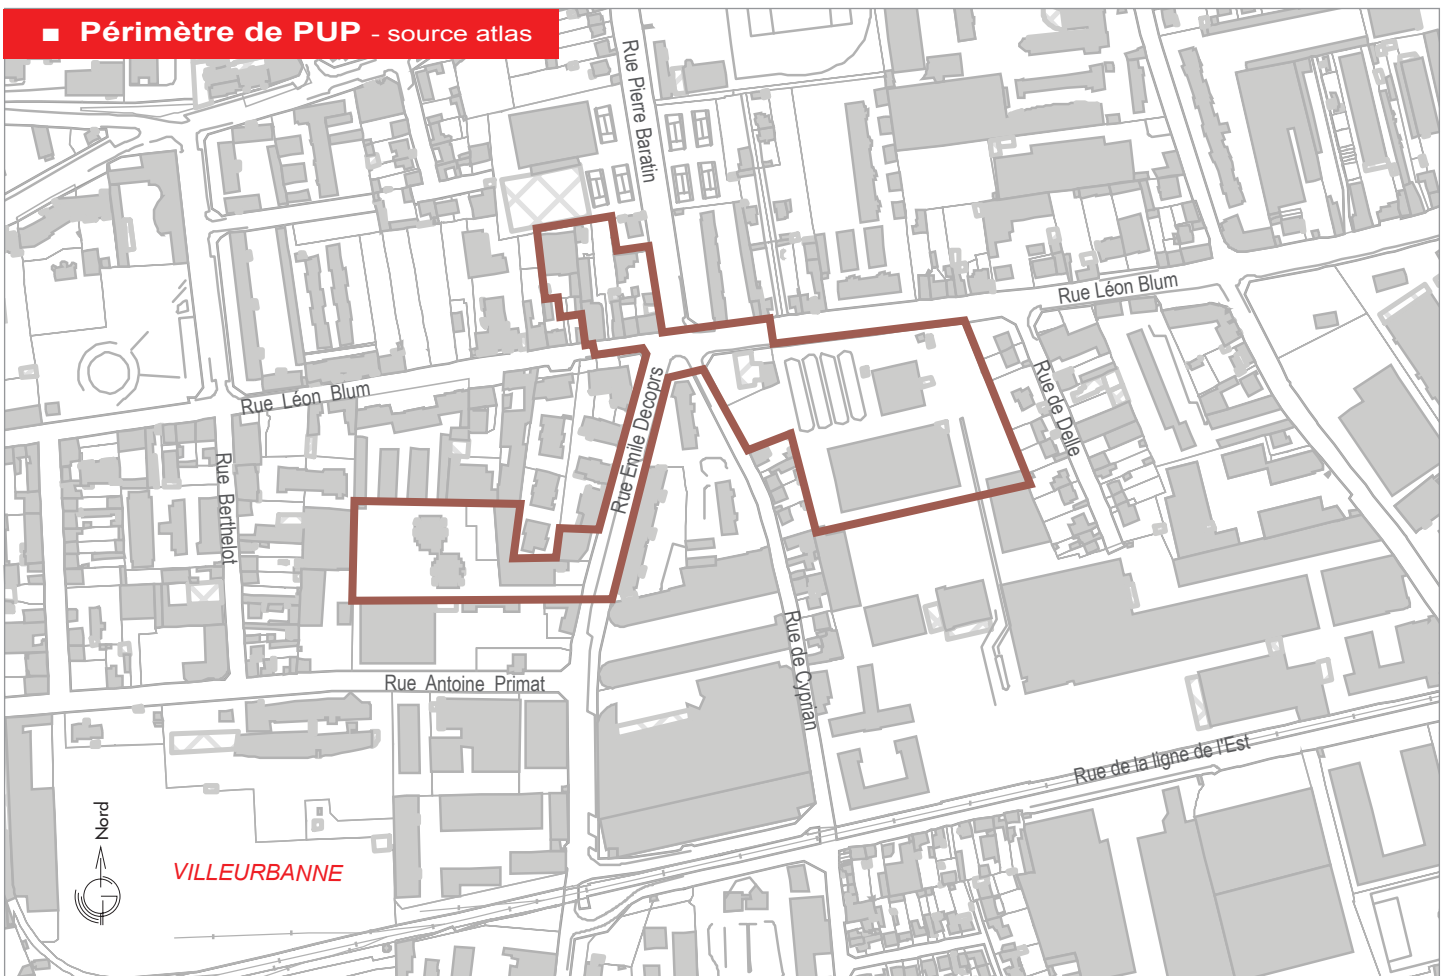 ■ Périmètre de PUP - source atlas
Rue Pierre Baratin
Rue Léon Blum
Rue Léon Blum
Rue de Delle
Rue Emile Decoprs
Rue Berthelot
Rue de Cyprian
Rue Antoine Primat
Rue de la ligne de l'Est
Nord
VILLEURBANNE